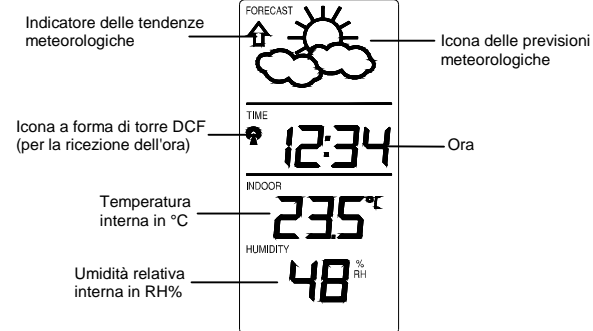 FORECAST
Indicatore delle tendenze
meteorologiche
Icona delle previsioni
meteorologiche
TIME
Icona a forma di torre DCF
(per la ricezione dell'ora)
12:34
Ora
INDOOR
Temperatura
interna in °C
23.5 °C
HUMIDITY
Umidità relativa
interna in RH%
48 %
RH